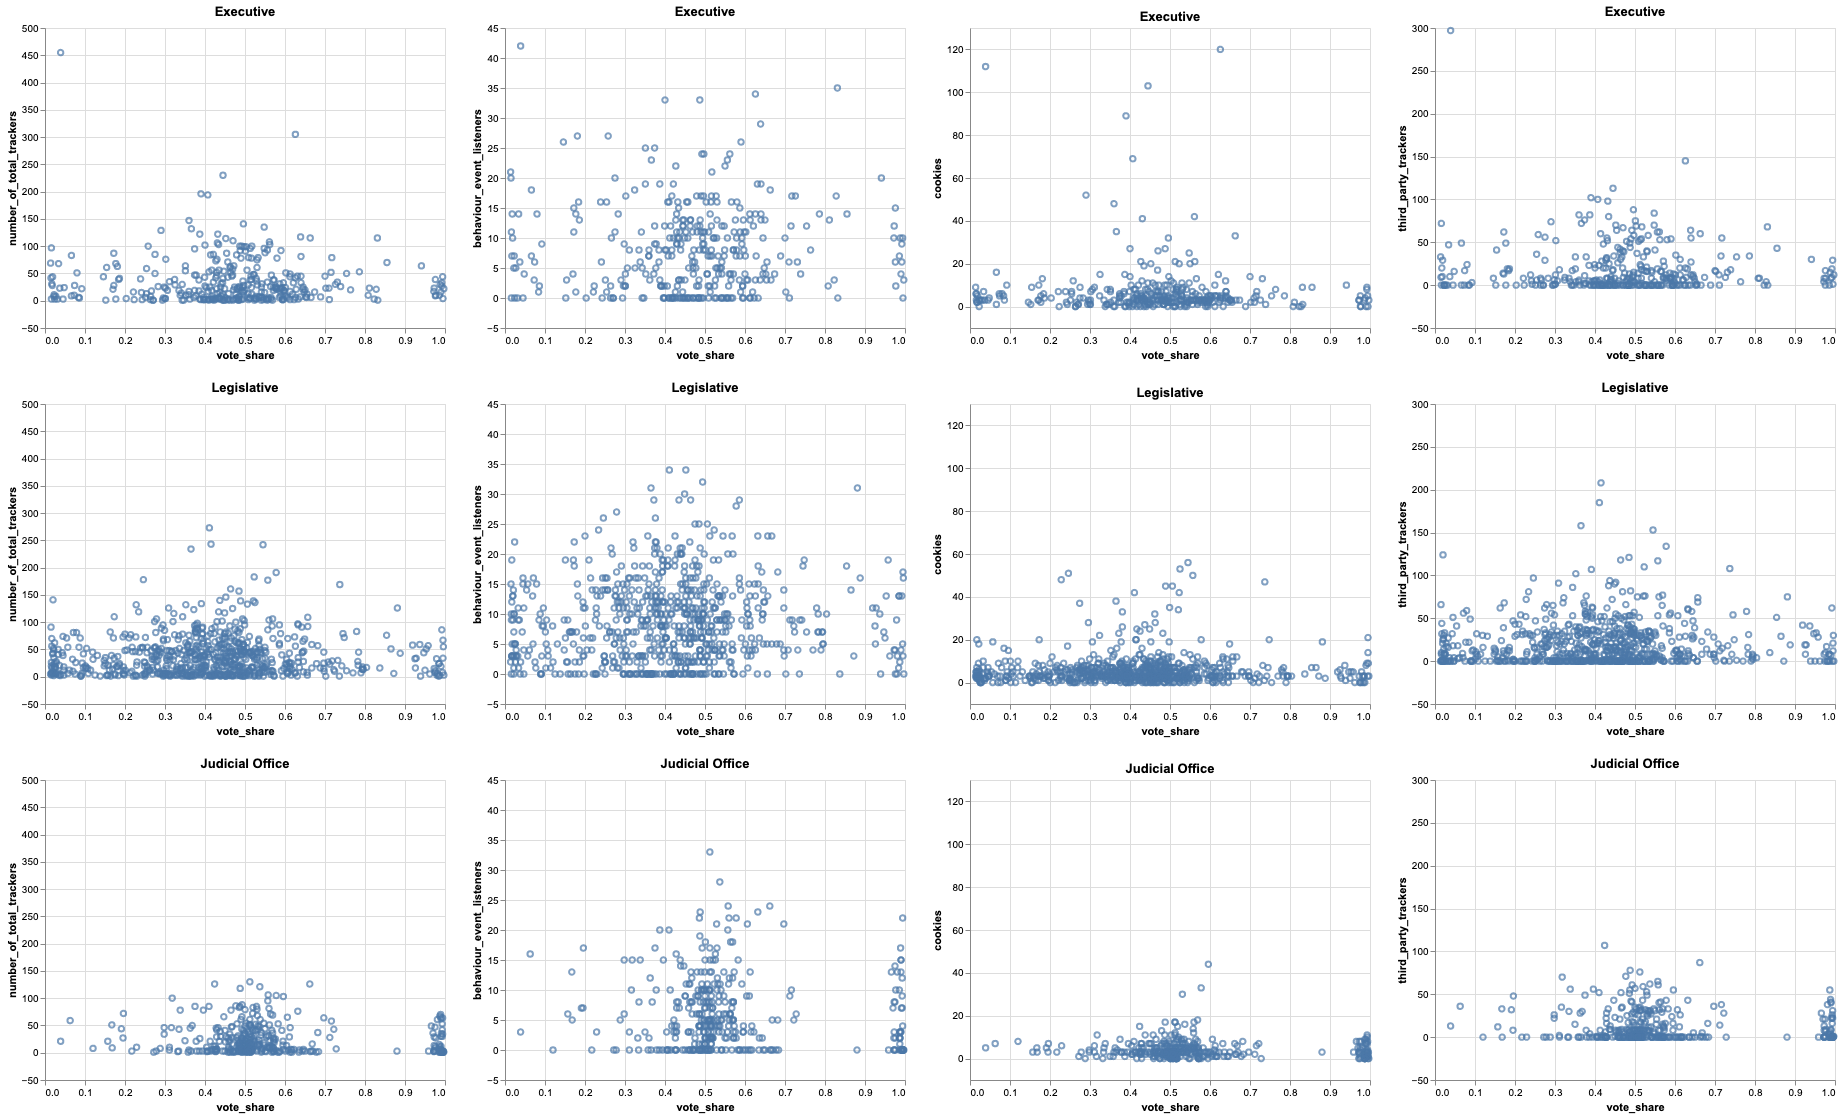 Executive
500
450
400
350
300
250
200
150
100
50
0
−50
number_of_total_trackers
0.0 0.1 0.2 0.3 0.4 0.5 0.6 0.7 0.8 0.9 1.0
vote_share
Executive
45
40
35
30
25
20
15
10
5
0
−5
behaviour_event_listeners
0.0 0.1 0.2 0.3 0.4 0.5 0.6 0.7 0.8 0.9 1.0
vote_share
Executive
120
100
80
60
40
20
0
cookies
0.0 0.1 0.2 0.3 0.4 0.5 0.6 0.7 0.8 0.9 1.0
vote_share
Executive
300
250
200
150
100
50
0
−50
third_party_trackers
0.0 0.1 0.2 0.3 0.4 0.5 0.6 0.7 0.8 0.9 1.0
vote_share
Legislative
500
450
400
350
300
250
200
150
100
50
0
−50
number_of_total_trackers
0.0 0.1 0.2 0.3 0.4 0.5 0.6 0.7 0.8 0.9 1.0
vote_share
Legislative
45
40
35
30
25
20
15
10
5
0
−5
behaviour_event_listeners
0.0 0.1 0.2 0.3 0.4 0.5 0.6 0.7 0.8 0.9 1.0
vote_share
Legislative
120
100
80
60
40
20
0
cookies
0.0 0.1 0.2 0.3 0.4 0.5 0.6 0.7 0.8 0.9 1.0
vote_share
Legislative
300
250
200
150
100
50
0
−50
third_party_trackers
0.0 0.1 0.2 0.3 0.4 0.5 0.6 0.7 0.8 0.9 1.0
vote_share
Judicial Office
500
450
400
350
300
250
200
150
100
50
0
−50
number_of_total_trackers
0.0 0.1 0.2 0.3 0.4 0.5 0.6 0.7 0.8 0.9 1.0
vote_share
Judicial Office
45
40
35
30
25
20
15
10
5
0
−5
behaviour_event_listeners
0.0 0.1 0.2 0.3 0.4 0.5 0.6 0.7 0.8 0.9 1.0
vote_share
Judicial Office
120
100
80
60
40
20
0
cookies
0.0 0.1 0.2 0.3 0.4 0.5 0.6 0.7 0.8 0.9 1.0
vote_share
Judicial Office
300
250
200
150
100
50
0
−50
third_party_trackers
0.0 0.1 0.2 0.3 0.4 0.5 0.6 0.7 0.8 0.9 1.0
vote_share